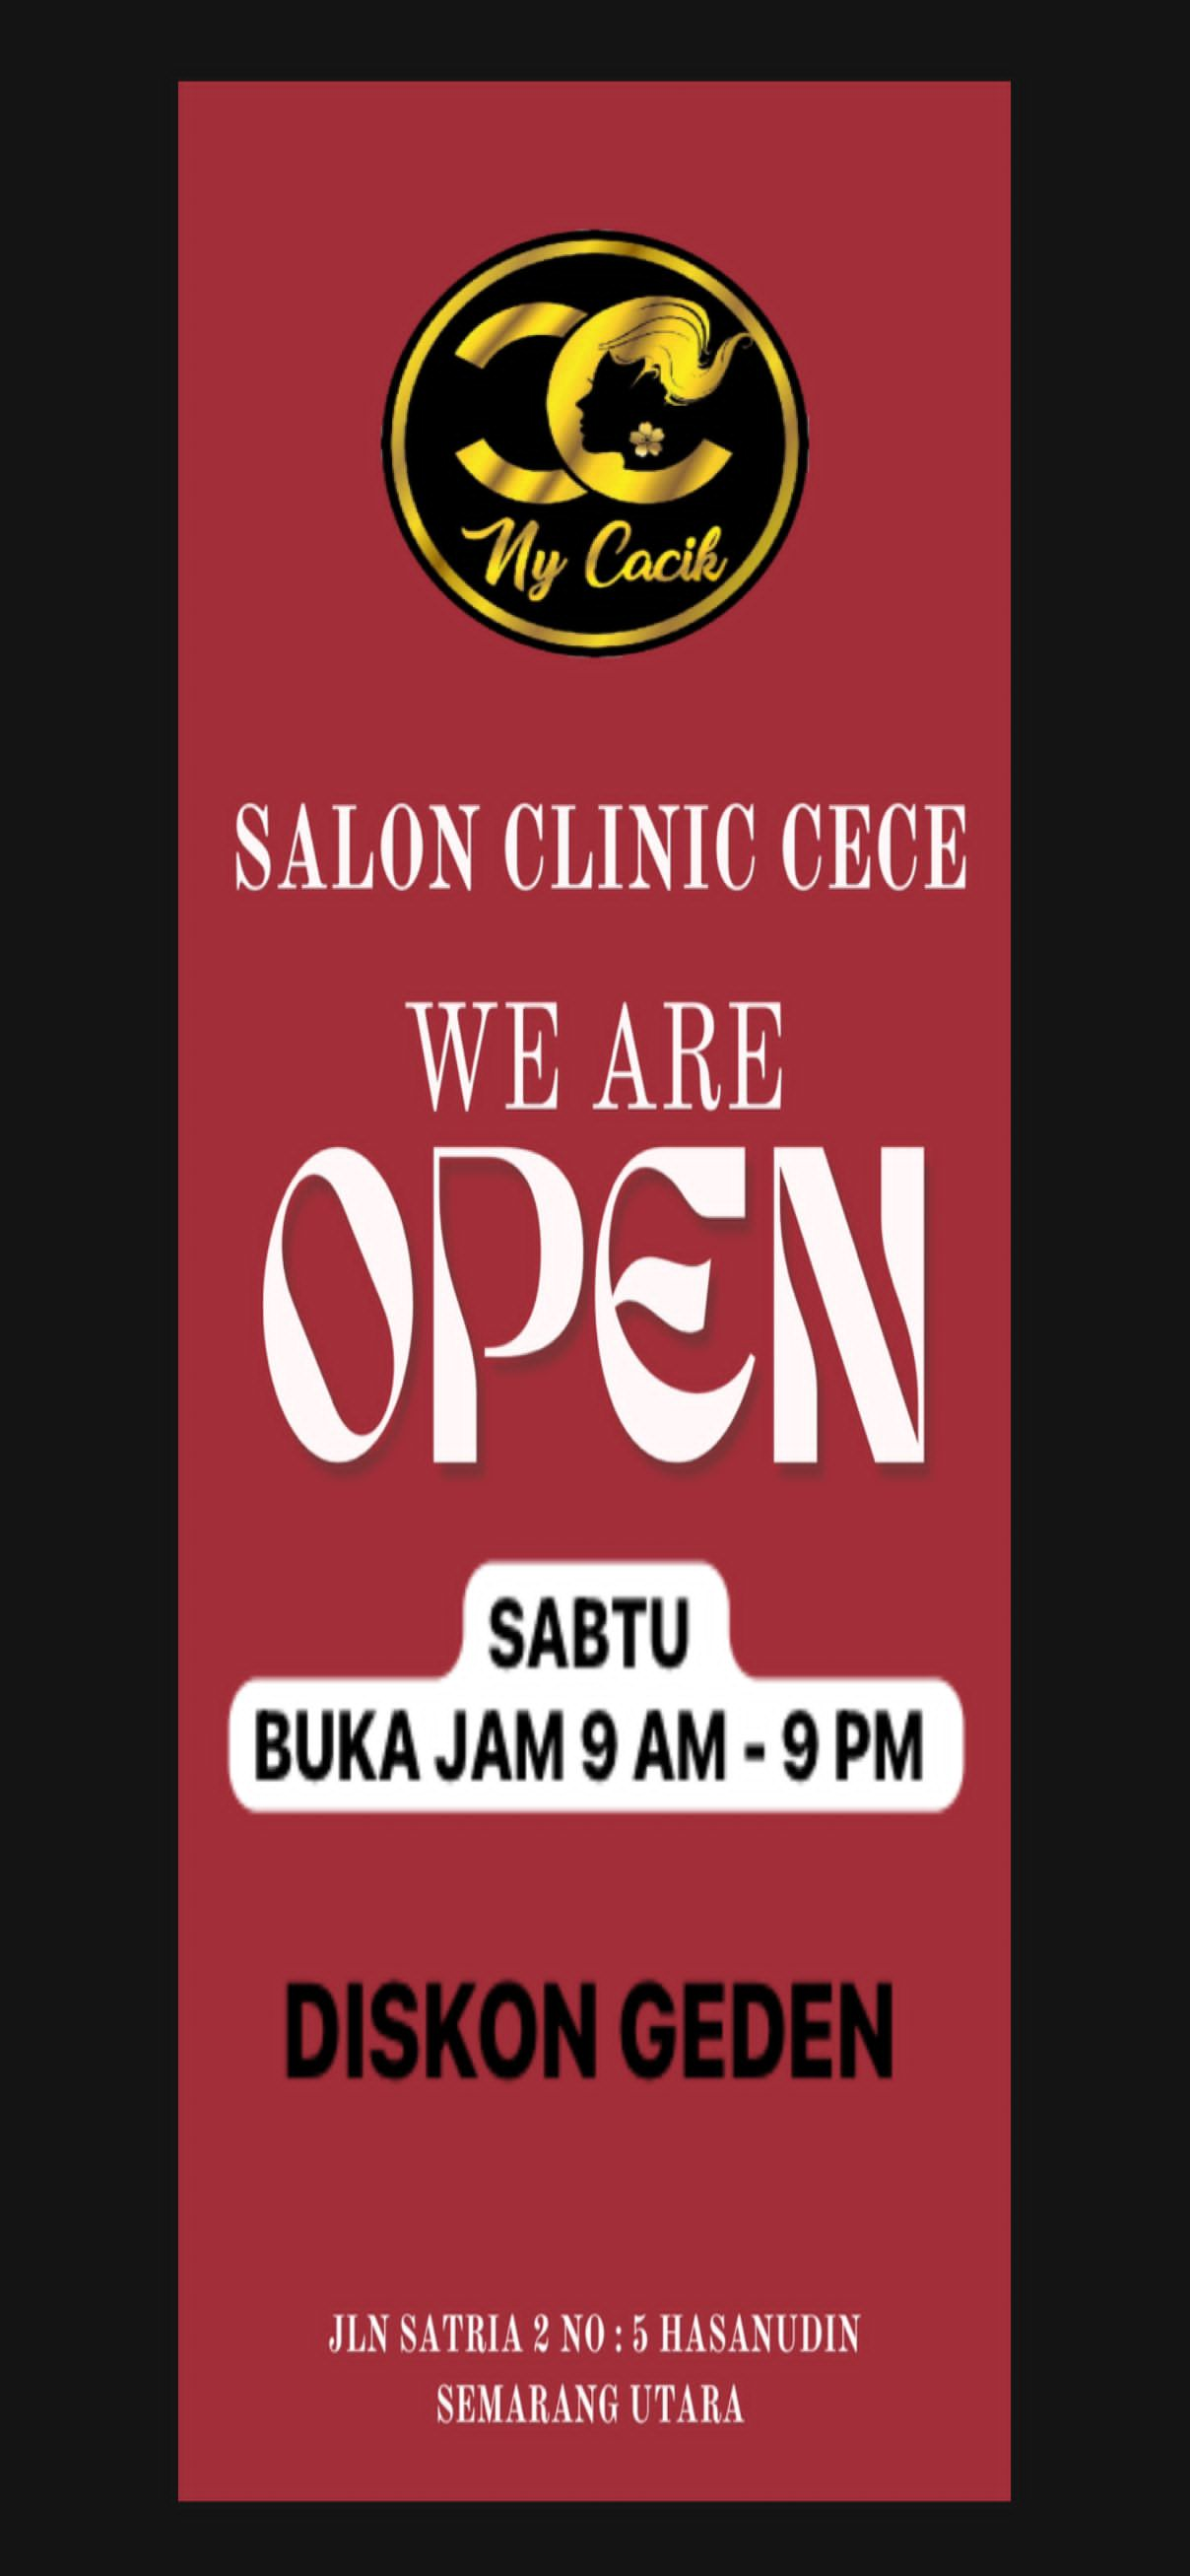 CC
Ny Cacik
SALON CLINIC CECE
WE ARE
OPEN
SABTU
BUKA JAM 9 AM - 9 PM
DISKON GEDEN
JLN SATRIA 2 NO : 5 HASANUDIN
SEMARANG UTARA